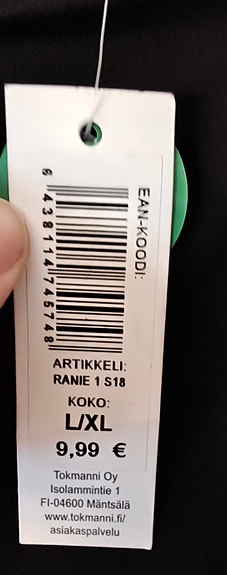 EAN-KOODI:
6 438114 745748
ARTIKKELI:
RANIE 1 S18
KOKO:
L/XL
9,99 €
Tokmanni Oy
Isolammintie 1
FI-04600 Mäntsälä
www.tokmanni.fi/
asiakaspalvelu